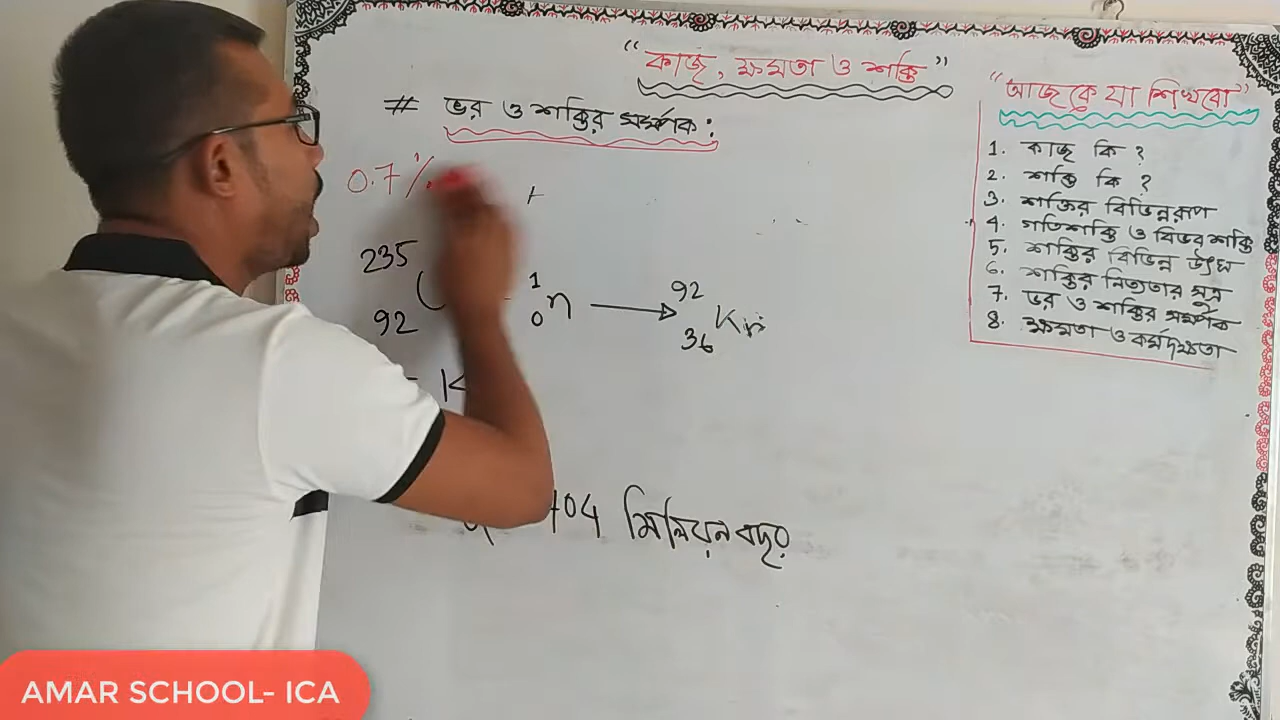 “কাজ, ক্ষমতা ও শক্তি”
# ভর ও শক্তির সম্পর্ক:
0.7%
+
235
92
1
0 n → 92
36 Kr
704 মিলিয়ন বছর
“আজকে যা শিখবো”
1. কাজ কি ?
2. শক্তি কি ?
3. শক্তির বিভিন্নরূপ
4. গতিশক্তি ও বিভব শক্তি
5. শক্তির বিভিন্ন উৎস
6. শক্তির নিত্যতার সূত্র
7. ভর ও শক্তির সম্পর্ক
8. ক্ষমতা ও কর্মদক্ষতা
AMAR SCHOOL- ICA